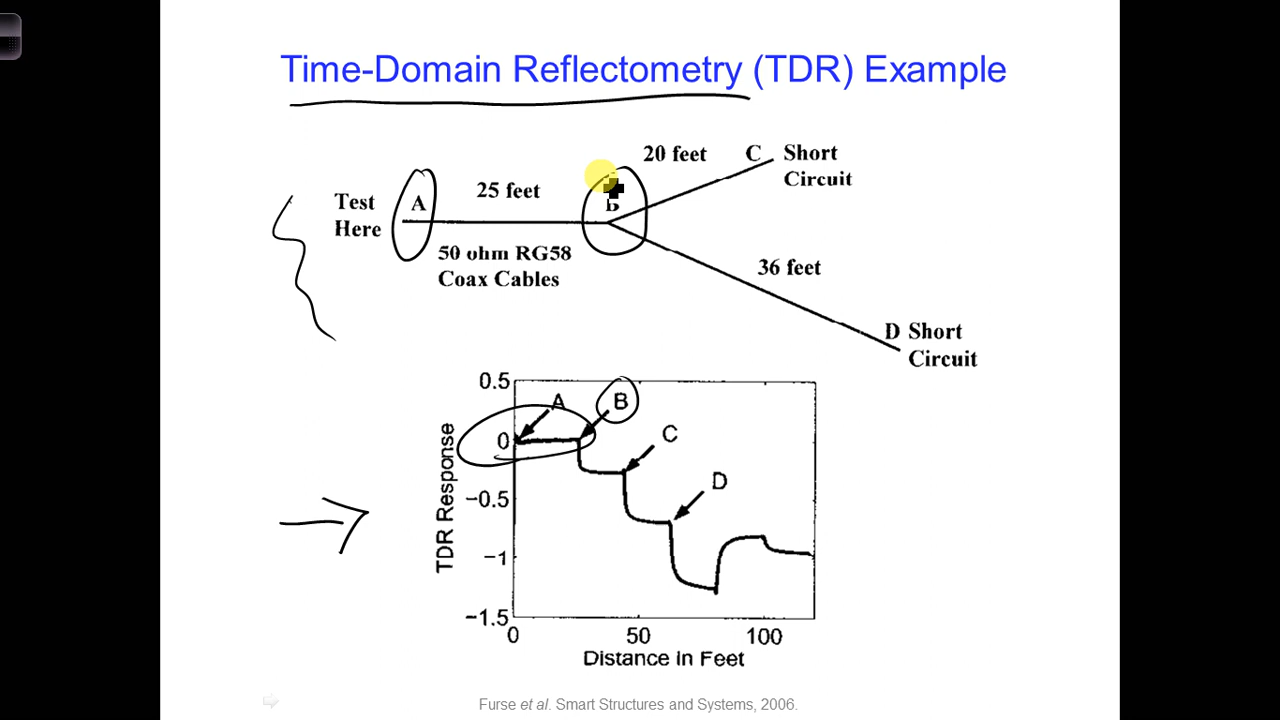 Time-Domain Reflectometry (TDR) Example
20 feet
C Short
Circuit
25 feet
Test
Here
A
B
50 ohm RG58
Coax Cables
36 feet
D Short
Circuit
0.5
0
−0.5
−1
−1.5
TDR Response
A
B
C
D
0
50
100
Distance in Feet
Furse et al. Smart Structures and Systems, 2006.